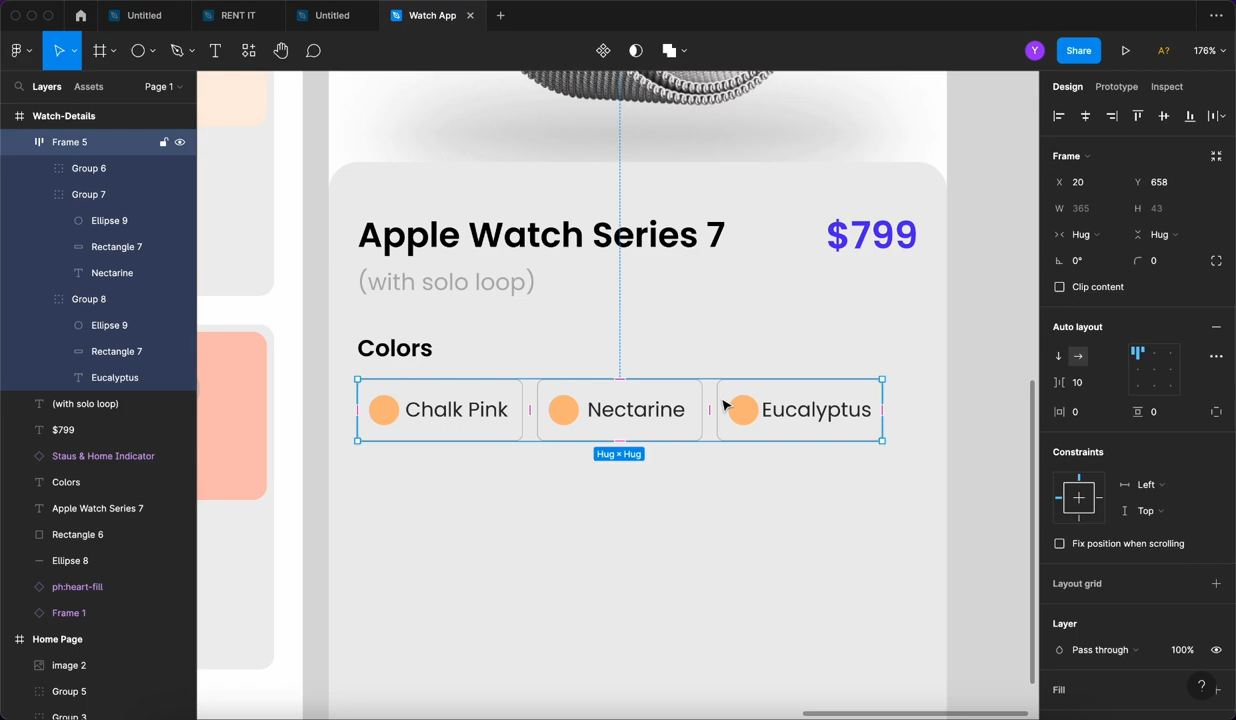 Untitled
RENT IT
Untitled
Watch App
Y
Share
A?
176%
Layers
Assets
Page 1
Watch-Details
Frame 5
Group 6
Group 7
Ellipse 9
Rectangle 7
Nectarine
Group 8
Ellipse 9
Rectangle 7
Eucalyptus
(with solo loop)
$799
Staus & Home Indicator
Colors
Apple Watch Series 7
Rectangle 6
Ellipse 8
ph:heart-fill
Frame 1
Home Page
image 2
Group 5
Group 3
Apple Watch Series 7
$799
(with solo loop)
Colors
Chalk Pink
Nectarine
Eucalyptus
Hug × Hug
Design
Prototype
Inspect
Frame
X 20
Y 658
W 365
H 43
Hug
Hug
0°
0
Clip content
Auto layout
10
0
0
Constraints
Left
Top
Fix position when scrolling
Layout grid
Layer
Pass through
100%
Fill
?